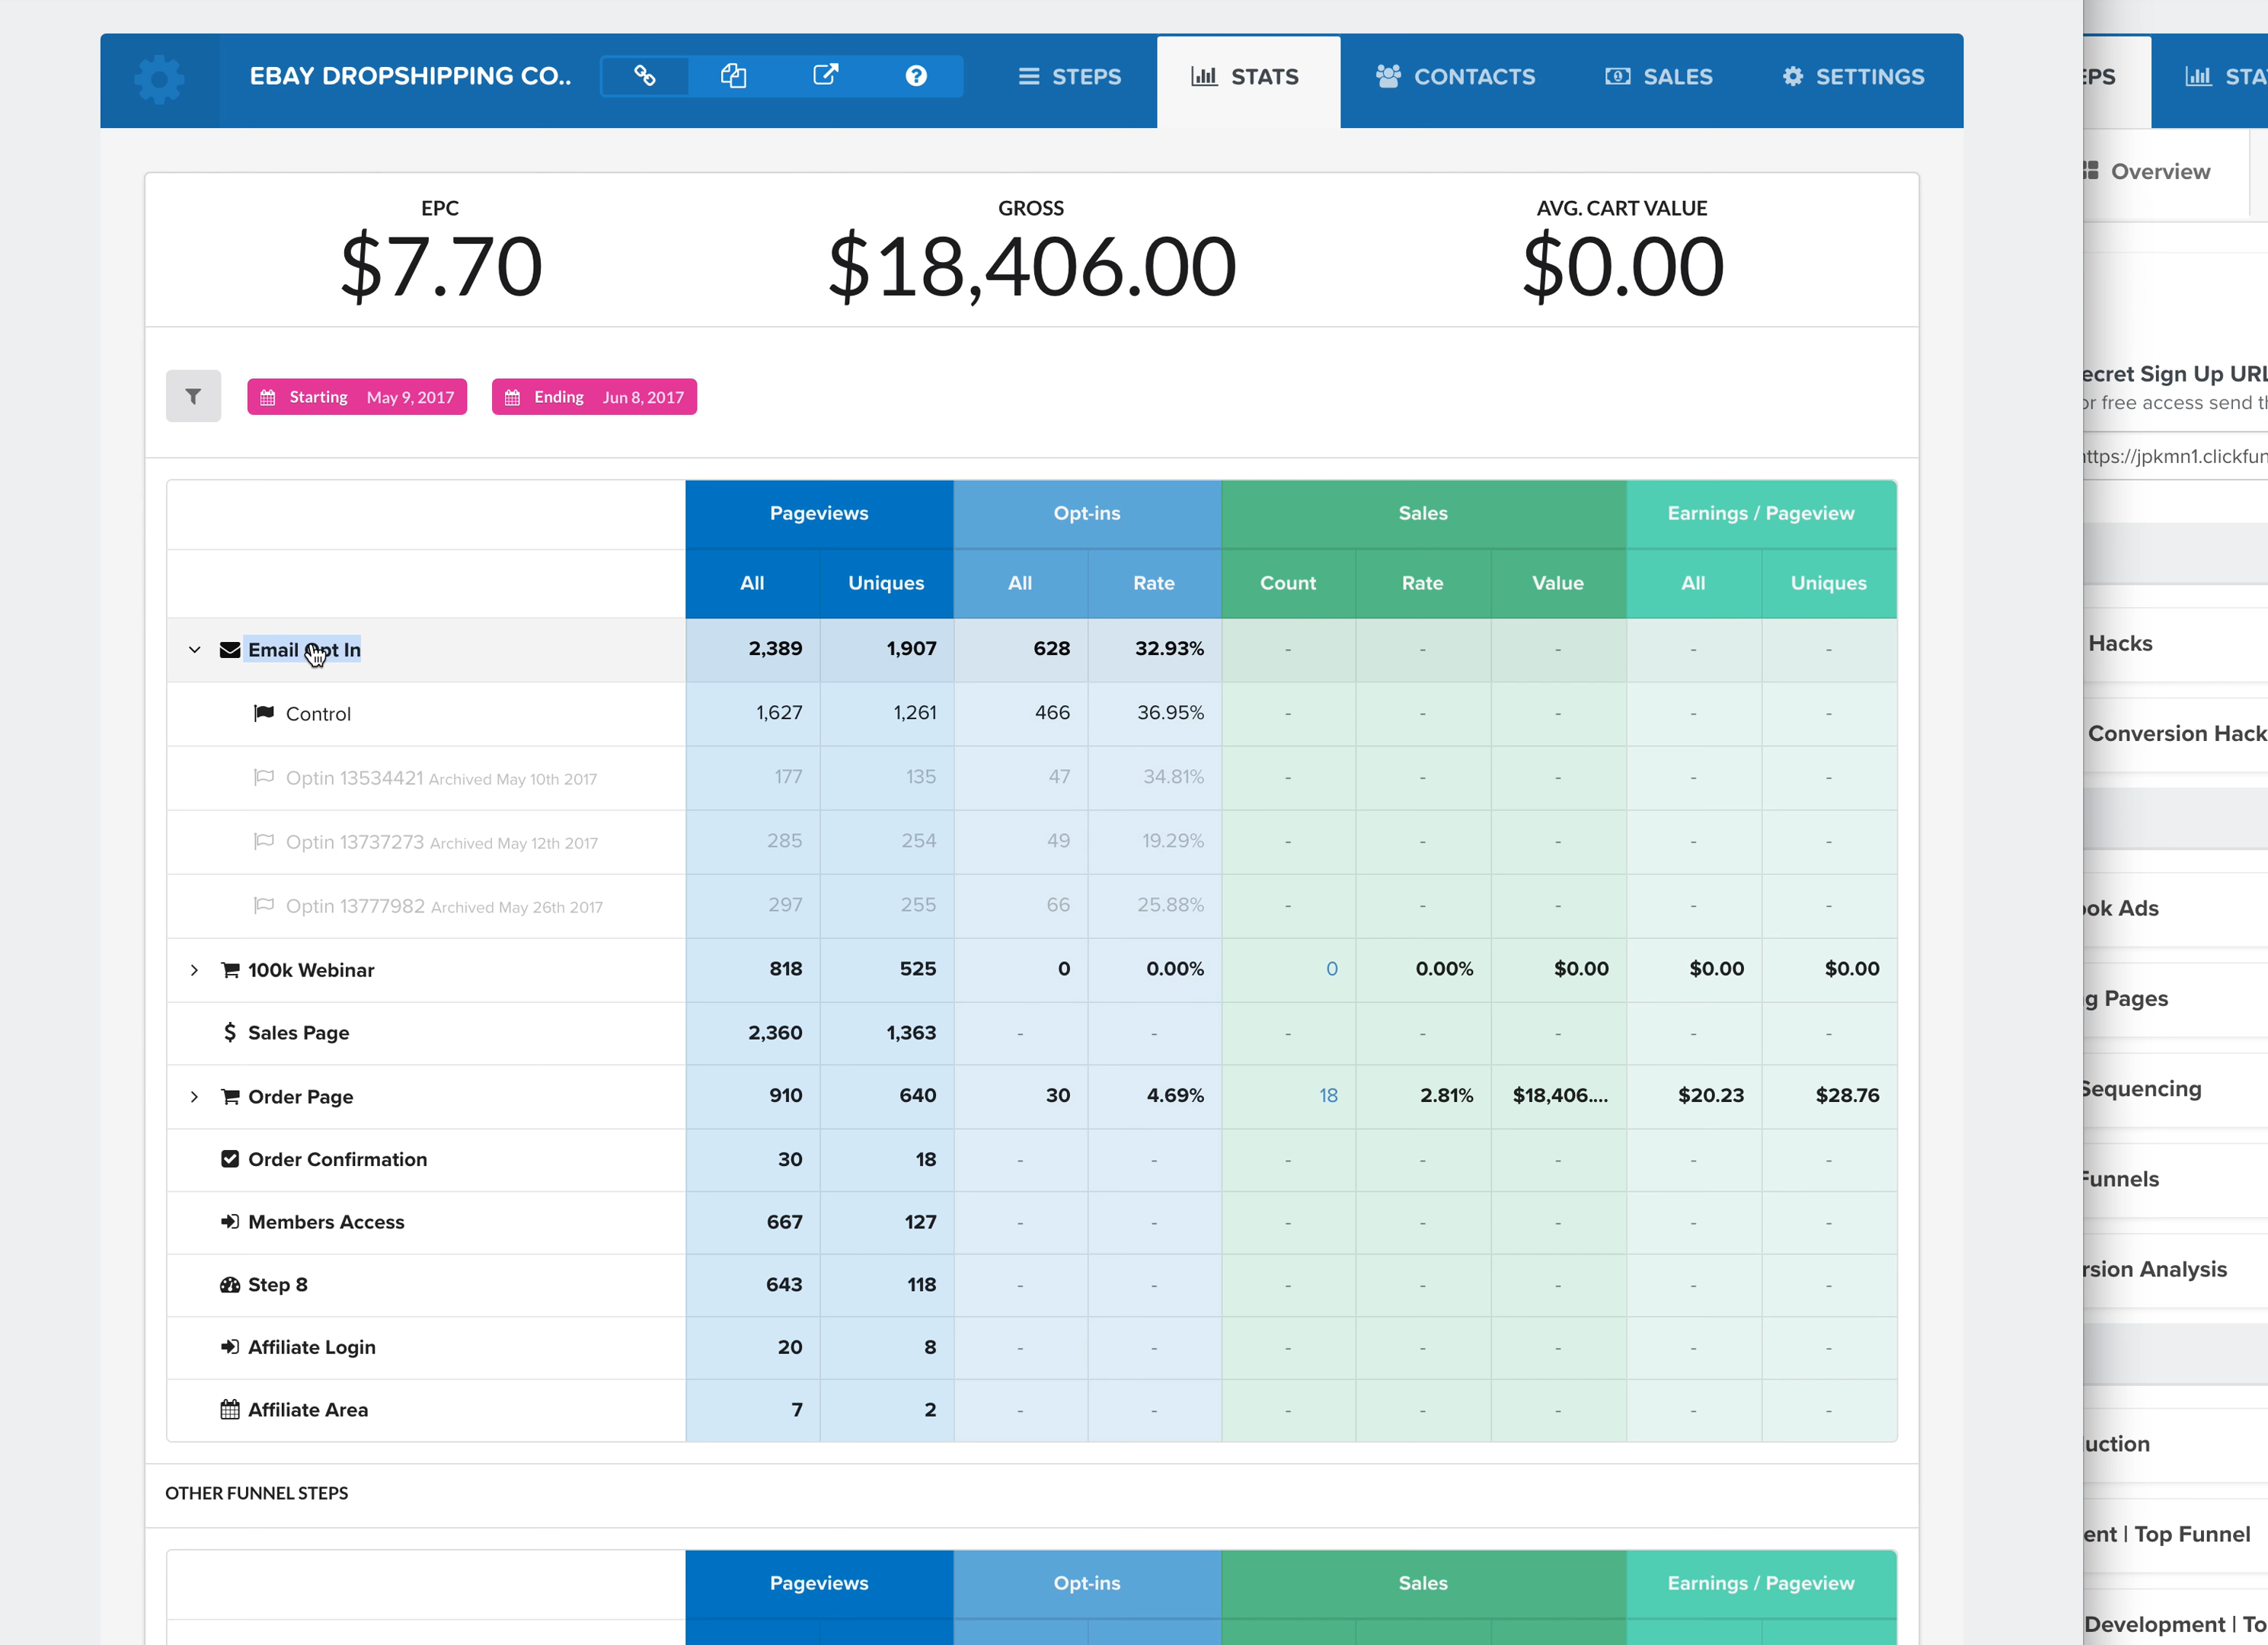 EBAY DROPSHIPPING CO.. STEPS STATS CONTACTS SALES SETTINGS
EPC GROSS AVG. CART VALUE
$7.70 $18,406.00 $0.00
Starting May 9, 2017 Ending Jun 8, 2017
Pageviews Opt-ins Sales Earnings / Pageview
All Uniques All Rate Count Rate Value All Uniques
Email Opt In 2,389 1,907 628 32.93% - - - - -
Control 1,627 1,261 466 36.95% - - - - -
Optin 13534421 Archived May 10th 2017 177 135 47 34.81% - - - - -
Optin 13737273 Archived May 12th 2017 285 254 49 19.29% - - - - -
Optin 13777982 Archived May 26th 2017 297 255 66 25.88% - - - - -
100k Webinar 818 525 0 0.00% 0 0.00% $0.00 $0.00 $0.00
Sales Page 2,360 1,363 - - - - - - -
Order Page 910 640 30 4.69% 18 2.81% $18,406.... $20.23 $28.76
Order Confirmation 30 18 - - - - - - -
Members Access 667 127 - - - - - - -
Step 8 643 118 - - - - - - -
Affiliate Login 20 8 - - - - - - -
Affiliate Area 7 2 - - - - - - -
OTHER FUNNEL STEPS
Pageviews Opt-ins Sales Earnings / Pageview
EPS STA
Overview
ecret Sign Up URL
or free access send th
https://jpkmn1.clickfun
Hacks
Conversion Hack
ook Ads
g Pages
Sequencing
Funnels
rsion Analysis
luction
ent | Top Funnel
Development | To